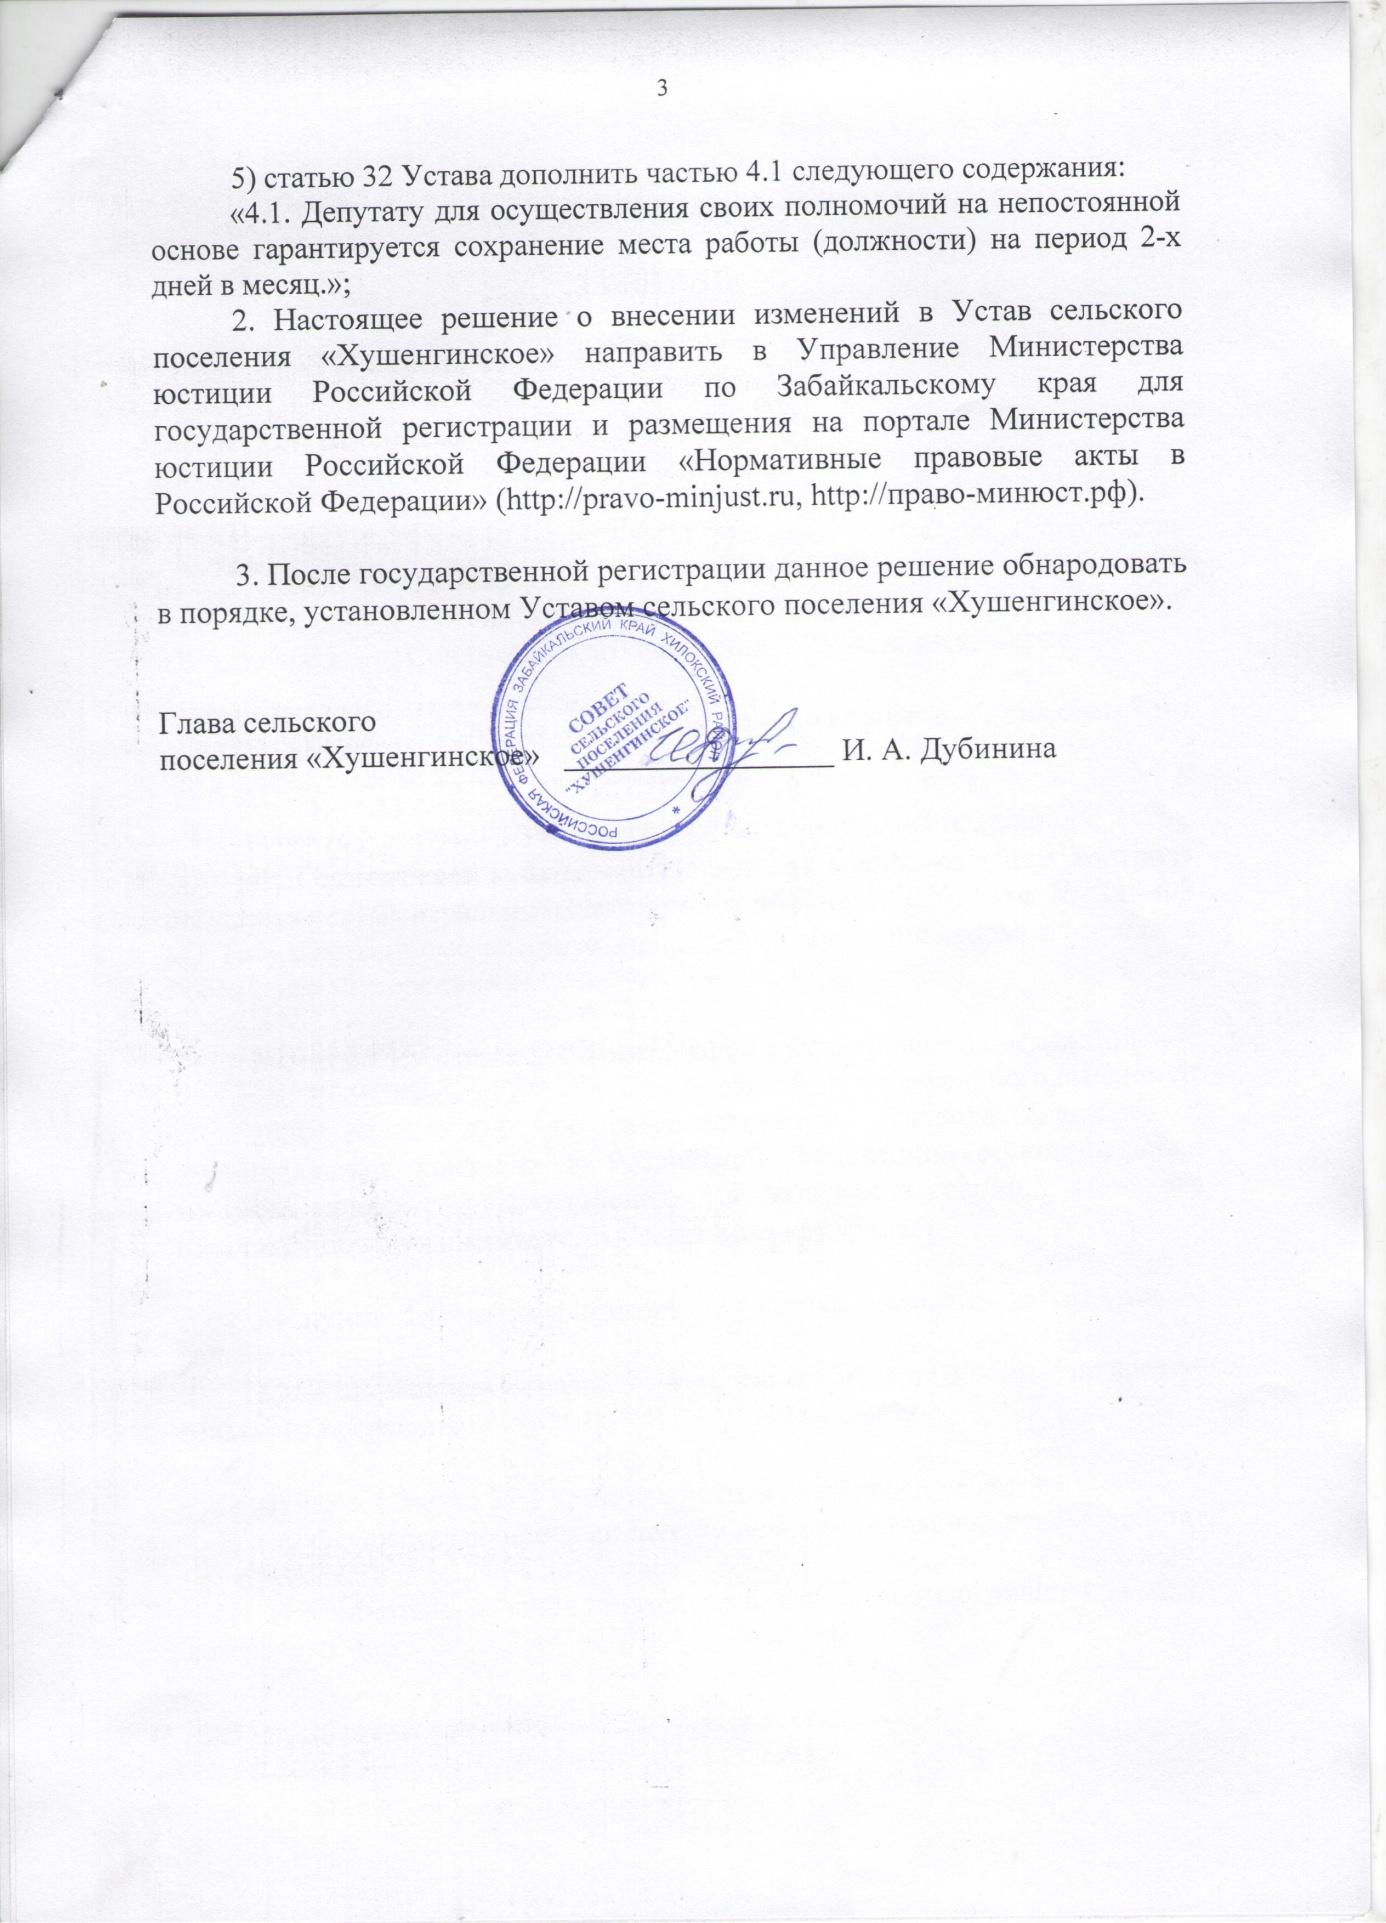 3
5) статью 32 Устава дополнить частью 4.1 следующего содержания:
«4.1. Депутату для осуществления своих полномочий на непостоянной
основе гарантируется сохранение места работы (должности) на период 2-х
дней в месяц.»;
2. Настоящее решение о внесении изменений в Устав сельского
поселения «Хушенгинское» направить в Управление Министерства
юстиции Российской Федерации по Забайкальскому края для
государственной регистрации и размещения на портале Министерства
юстиции Российской Федерации «Нормативные правовые акты в
Российской Федерации» (http://pravo-minjust.ru, http://право-минюст.рф).
3. После государственной регистрации данное решение обнародовать
в порядке, установленном Уставом сельского поселения «Хушенгинское».
РОССИЙСКАЯ ФЕДЕРАЦИЯ ЗАБАЙКАЛЬСКИЙ КРАЙ ХИЛОКСКИЙ РАЙОН *
СОВЕТ
СЕЛЬСКОГО
ПОСЕЛЕНИЯ
"ХУШЕНГИНСКОЕ"
Глава сельского
поселения «Хушенгинское» И. А. Дубинина